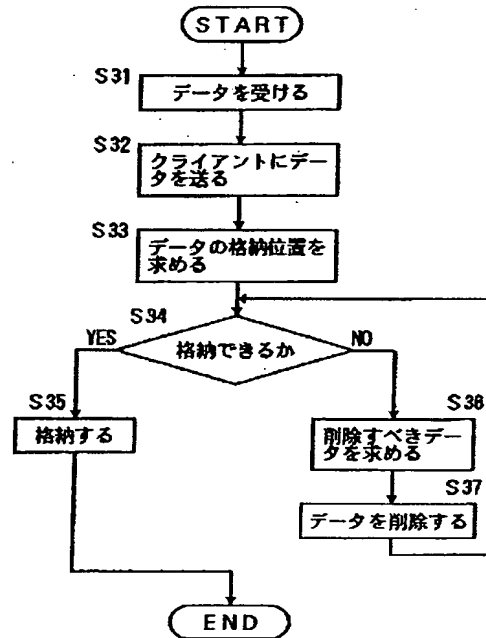 START
S31
データを受ける
S32
クライアントにデ
ータを送る
S33
データの格納位置を
求める
S34
格納できるか
YES
NO
S35
格納する
S36
削除すべきデー
タを求める
S37
データを削除する
END